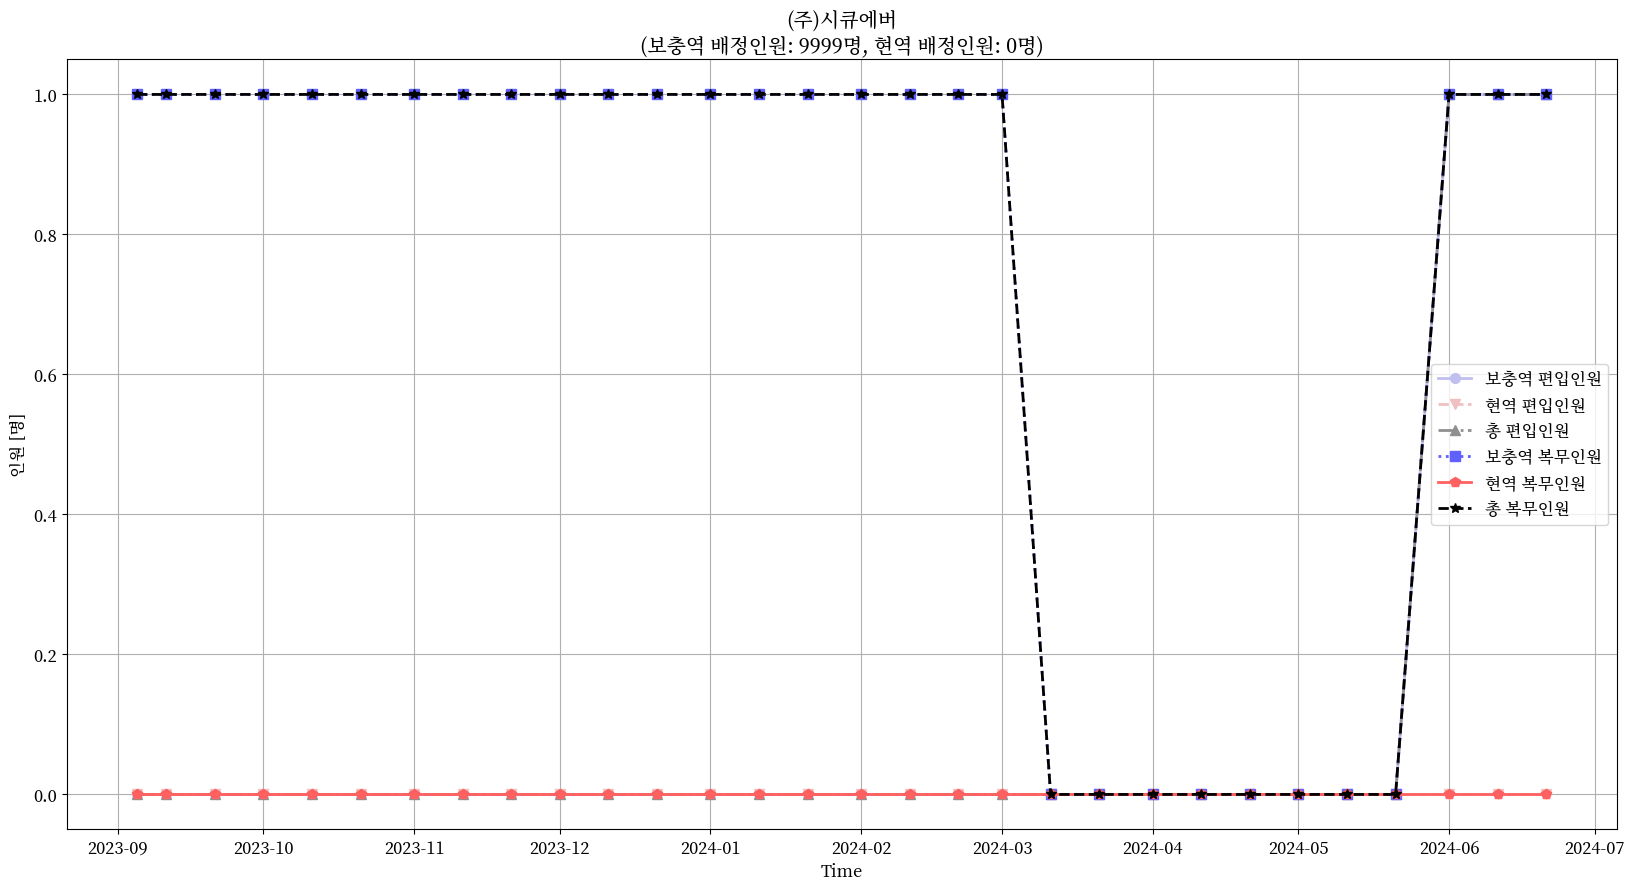 (주)시큐에버
(보충역 배정인원: 9999명, 현역 배정인원: 0명)
1.0
0.8
0.6
0.4
0.2
0.0
인원 [명]
보충역 편입인원
현역 편입인원
총 편입인원
보충역 복무인원
현역 복무인원
총 복무인원
2023-09 2023-10 2023-11 2023-12 2024-01 2024-02 2024-03 2024-04 2024-05 2024-06 2024-07
Time